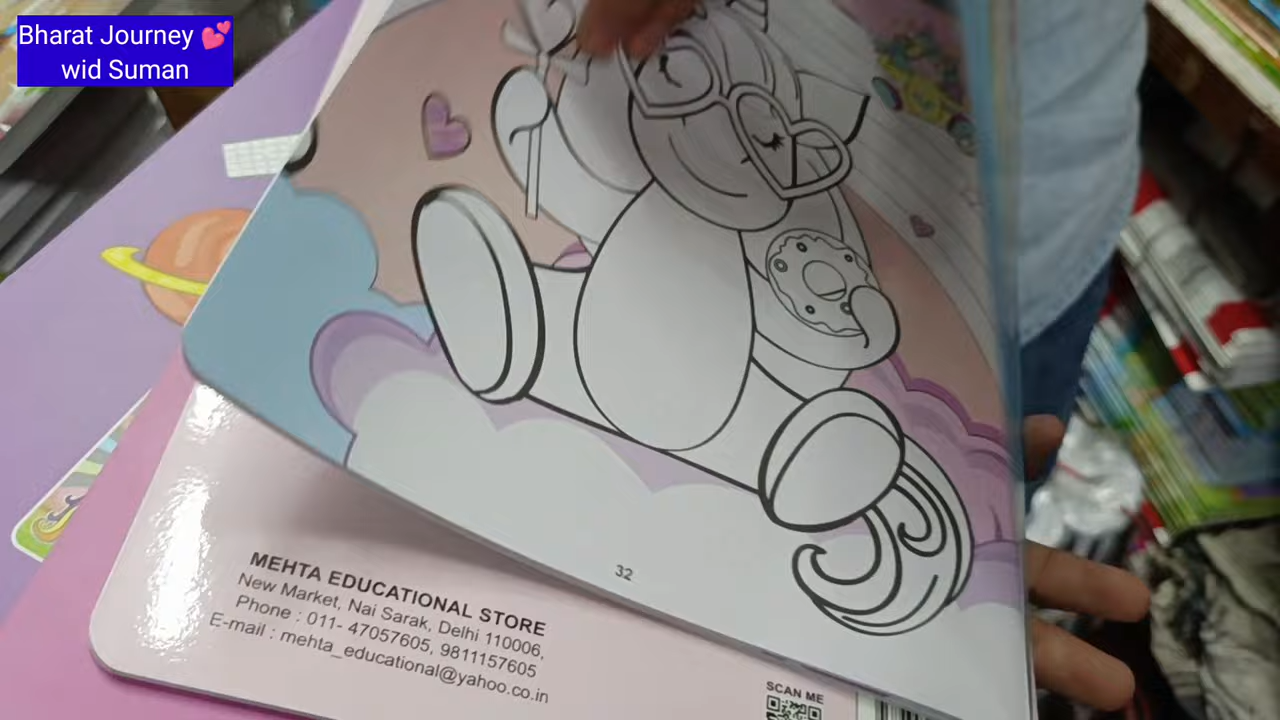 Bharat Journey 💕
wid Suman
32
MEHTA EDUCATIONAL STORE
New Market, Nai Sarak, Delhi 110006,
Phone : 011- 47057605, 9811157605
E-mail : mehta_educational@yahoo.co.in
SCAN ME